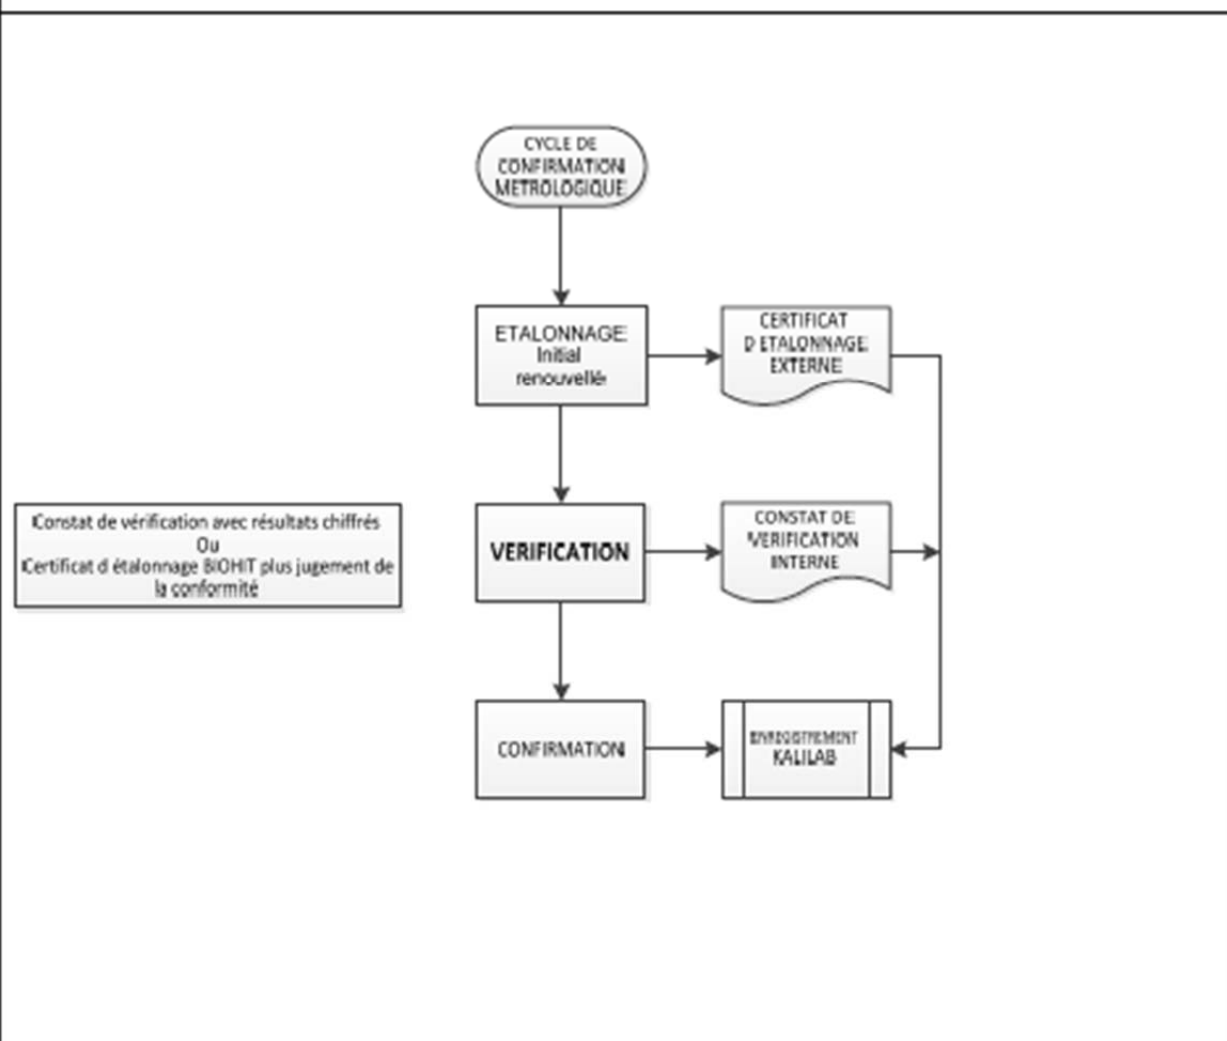 CYCLE DE
CONFIRMATION
METROLOGIQUE
ETALONNAGE
Initial
renouvellé
CERTIFICAT
D ETALONNAGE
EXTERNE
Constat de vérification avec résultats chiffrés
Ou
Certificat d étalonnage BIOHIT plus jugement de
la conformité
VERIFICATION
CONSTAT DE
VERIFICATION
INTERNE
CONFIRMATION
ENREGISTREMENT
KALILAB